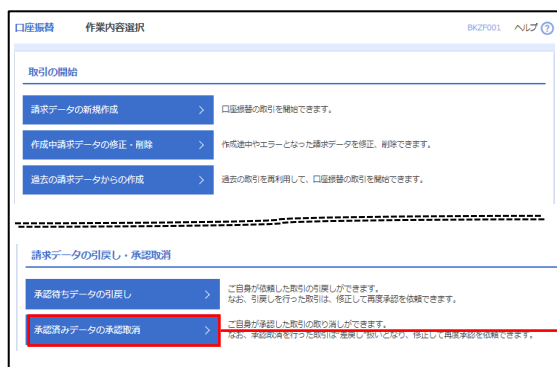 口座振替 作業内容選択 BKZF001 ヘルプ ?
取引の開始
請求データの新規作成 > 口座振替の取引を開始できます。
作成中請求データの修正・削除 > 作成途中やエラーとなった請求データを修正、削除できます。
過去の請求データからの作成 > 過去の取引を再利用して、口座振替の取引を開始できます。
請求データの引戻し・承認取消
承認待ちデータの引戻し > ご自身が依頼した取引の引戻しができます。
なお、引戻しを行った取引は、修正して再度承認を依頼できます。
承認済みデータの承認取消 > ご自身が承認した取引の取り消しができます。
なお、承認取消を行った取引は"差戻し"扱いとなり、修正して再度承認を依頼できます。